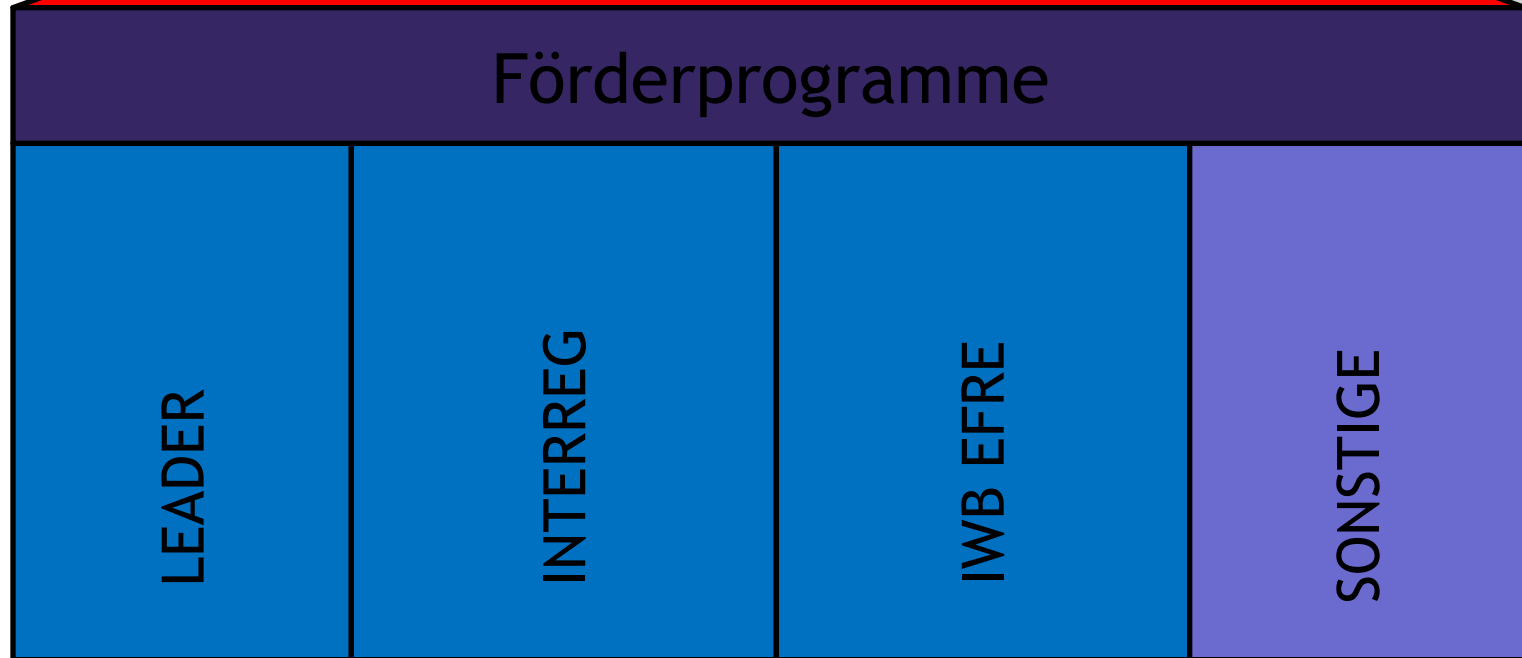 Förderprogramme
LEADER
INTERREG
IWB EFRE
SONSTIGE